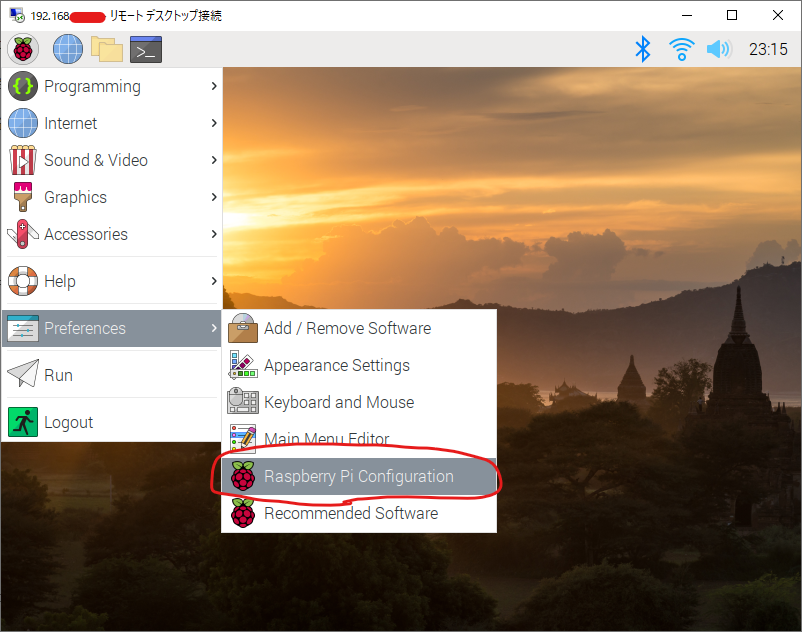 192.168 - リモート デスクトップ接続
23:15
Programming
Internet
Sound & Video
Graphics
Accessories
Help
Preferences
Run
Logout
Add / Remove Software
Appearance Settings
Keyboard and Mouse
Main Menu Editor
Raspberry Pi Configuration
Recommended Software